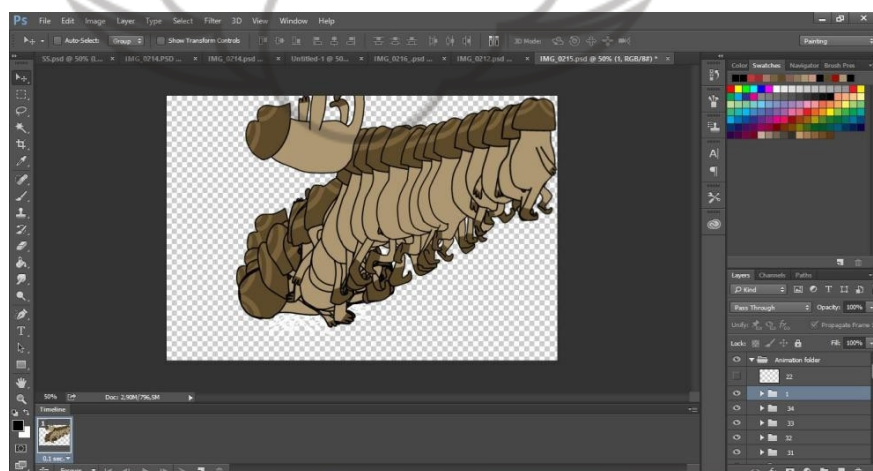 Ps File Edit Image Layer Type Select Filter 3D View Window Help
Auto-Select: Group Show Transform Controls 3D Mode: Painting
SS.psd @ 50% (L... × IMG_0214.PSD ... × IMG_0214.psd ... × Untitled-1 @ 50... × IMG_0216_.psd ... × IMG_0212.psd ... × IMG_0215.psd @ 50% (1, RGB/8#) * ×
Color Swatches Navigator Brush Pres
Layers Channels Paths
Kind
Pass Through Opacity: 100%
Unify: Propagate Frame
Lock: Fill: 100%
Animation folder
22
1
34
33
32
31
50% Doc: 2,90M/796,5M
Timeline
1
0,1 sec.
Forever